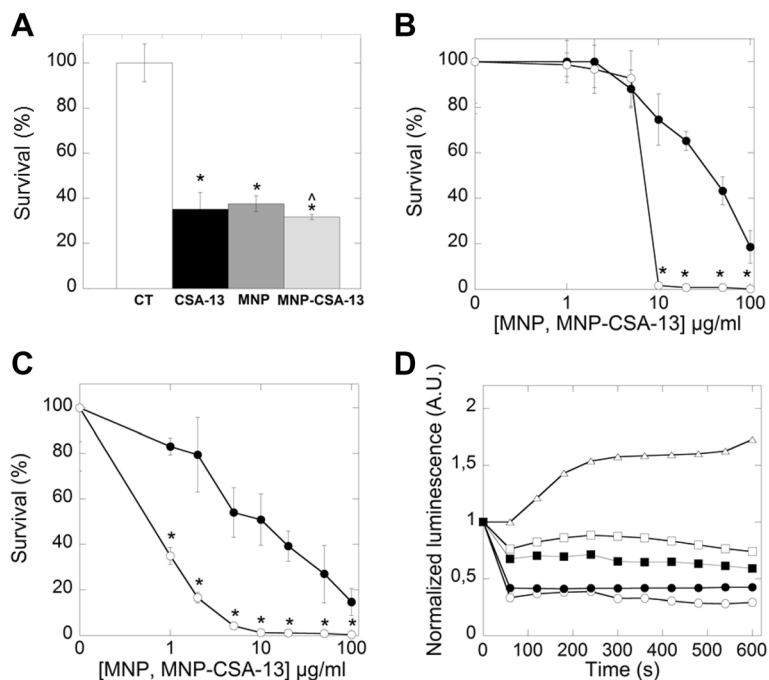 A
Survival (%)
100
80
60
40
20
0
*
*
^
*
CT CSA-13 MNP MNP-CSA-13
B
Survival (%)
100
80
60
40
20
0
* * * *
0 1 10 100
[MNP, MNP-CSA-13] µg/ml
C
Survival (%)
100
80
60
40
20
0
*
*
* * * * *
0 1 10 100
[MNP, MNP-CSA-13] µg/ml
D
Normalized luminescence (A.U.)
2
1,5
1
0,5
0
0 100 200 300 400 500 600
Time (s)